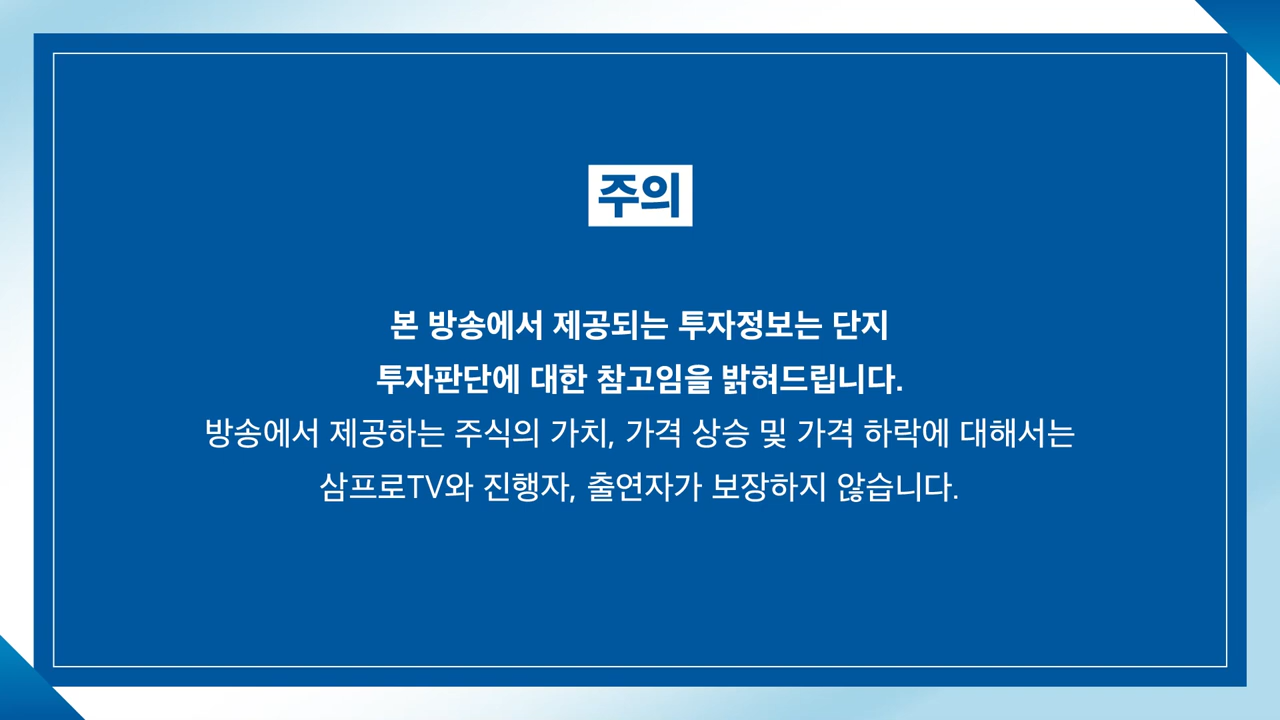 주의
본 방송에서 제공되는 투자정보는 단지
투자판단에 대한 참고임을 밝혀드립니다.
방송에서 제공하는 주식의 가치, 가격 상승 및 가격 하락에 대해서는
삼프로TV와 진행자, 출연자가 보장하지 않습니다.